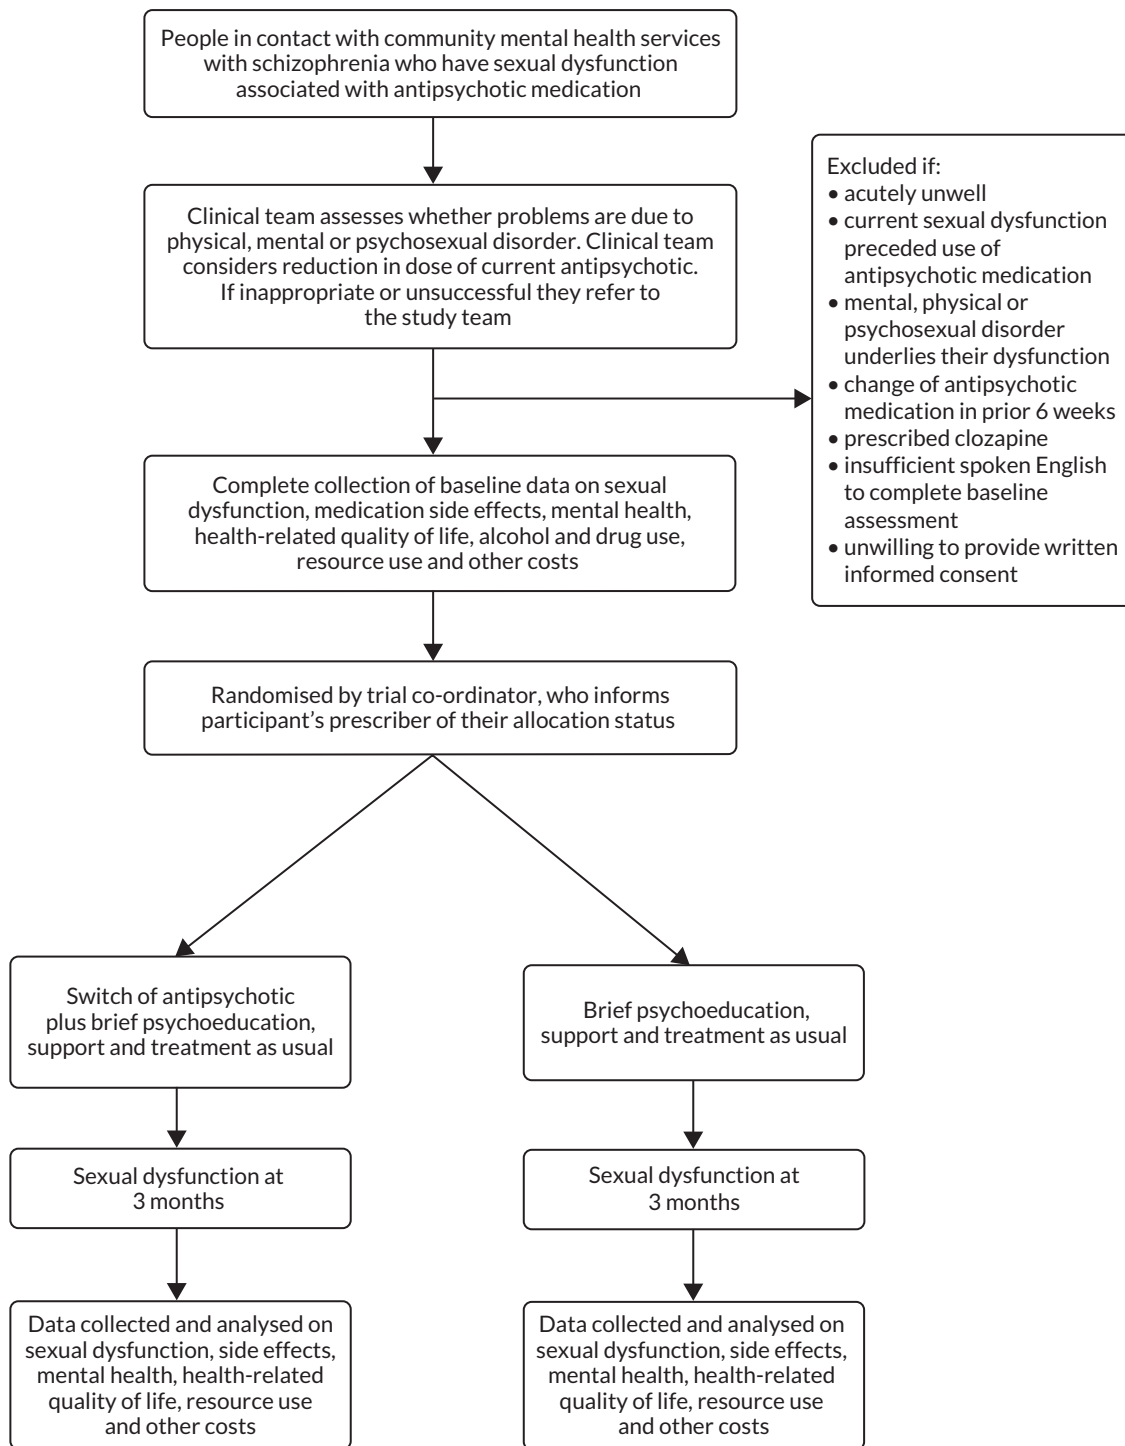 People in contact with community mental health services
with schizophrenia who have sexual dysfunction
associated with antipsychotic medication
Clinical team assesses whether problems are due to
physical, mental or psychosexual disorder. Clinical team
considers reduction in dose of current antipsychotic.
If inappropriate or unsuccessful they refer to
the study team
Excluded if:
• acutely unwell
• current sexual dysfunction
preceded use of
antipsychotic medication
• mental, physical or
psychosexual disorder
underlies their dysfunction
• change of antipsychotic
medication in prior 6 weeks
• prescribed clozapine
• insufficient spoken English
to complete baseline
assessment
• unwilling to provide written
informed consent
Complete collection of baseline data on sexual
dysfunction, medication side effects, mental health,
health-related quality of life, alcohol and drug use,
resource use and other costs
Randomised by trial co-ordinator, who informs
participant's prescriber of their allocation status
Switch of antipsychotic
plus brief psychoeducation,
support and treatment as usual
Brief psychoeducation,
support and treatment as usual
Sexual dysfunction at
3 months
Sexual dysfunction at
3 months
Data collected and analysed on
sexual dysfunction, side effects,
mental health, health-related
quality of life, resource use
and other costs
Data collected and analysed on
sexual dysfunction, side effects,
mental health, health-related
quality of life, resource use
and other costs